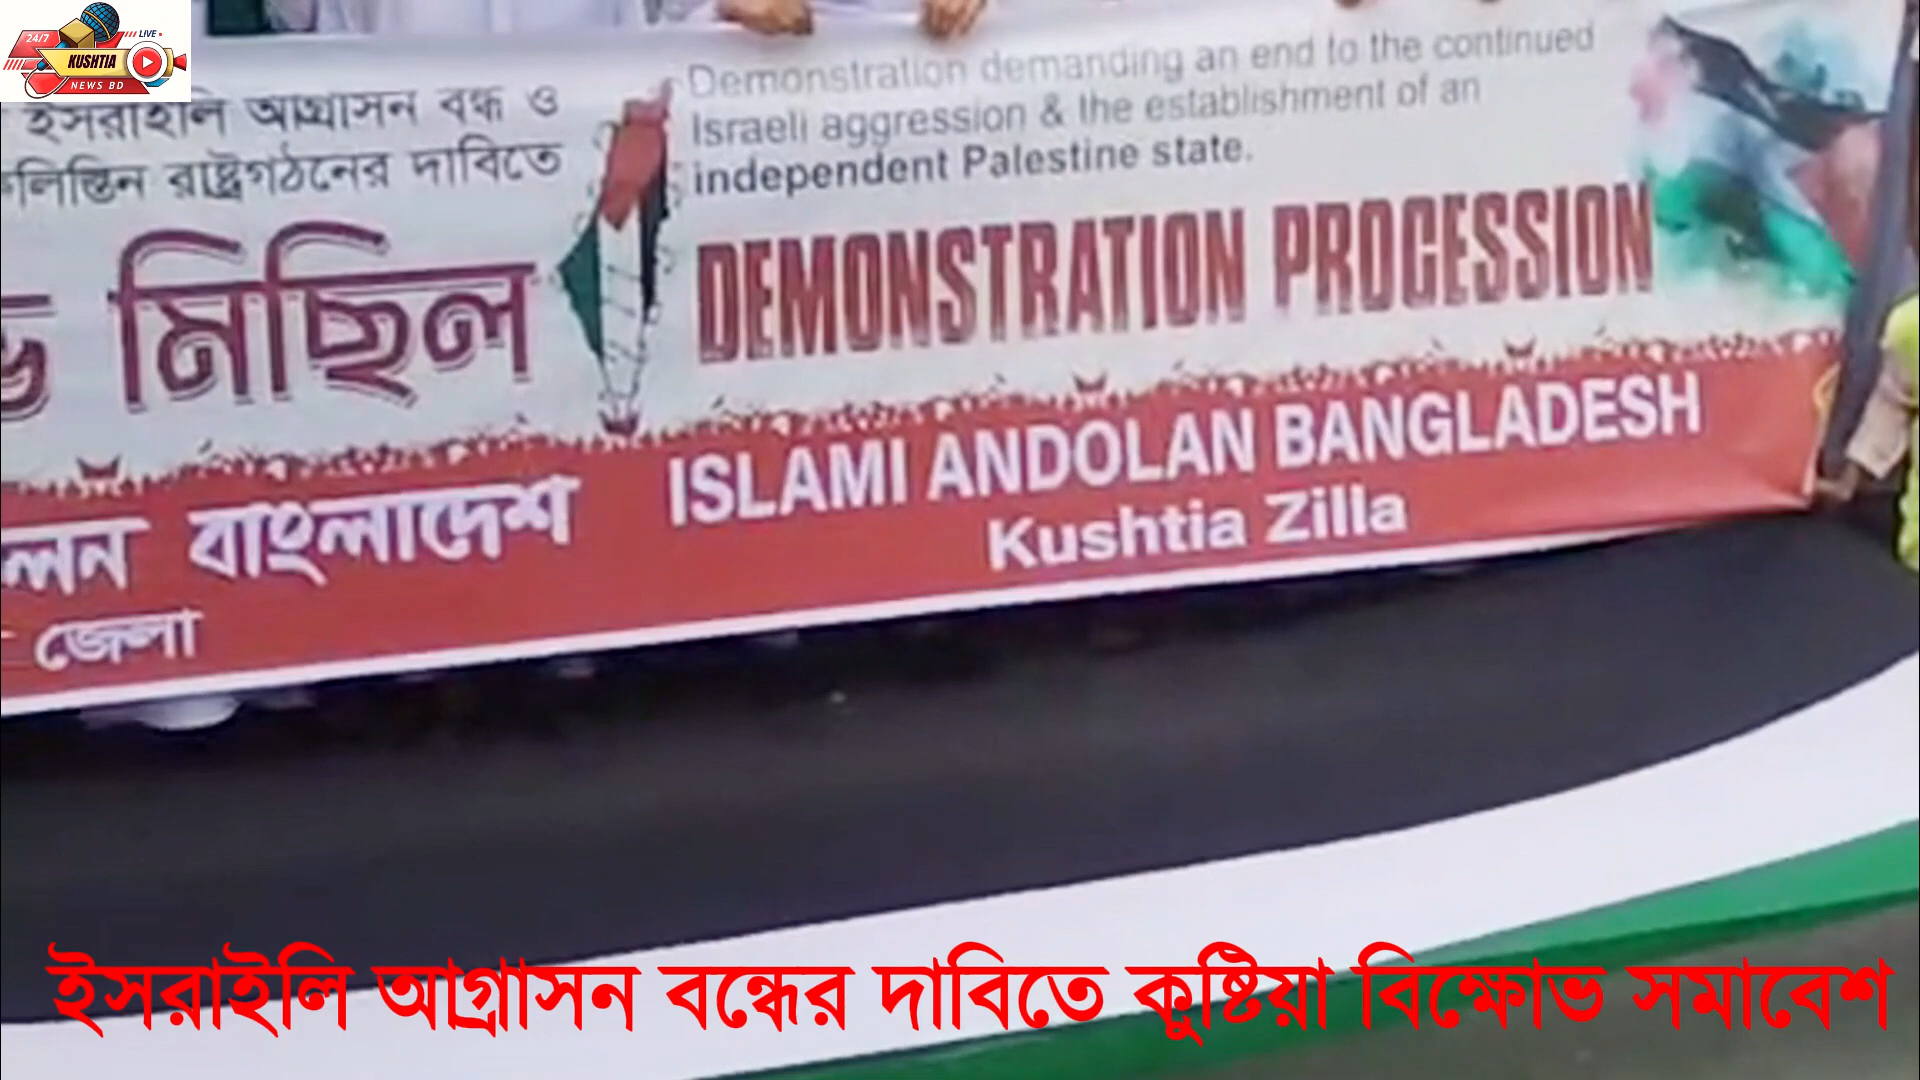 24/7
LIVE
KUSHTIA
NEWS BD
ইসরাইলি আগ্রাসন বন্ধ ও
রাষ্ট্রগঠনের দাবিতে
মিছিল
বাংলাদেশ
জেলা
Demonstration demanding an end to the continued
Israeli aggression & the establishment of an
independent Palestine state.
DEMONSTRATION PROCESSION
ISLAMI ANDOLAN BANGLADESH
Kushtia Zilla
ইসরাইলি আগ্রাসন বন্ধের দাবিতে কুষ্টিয়া বিক্ষোভ সমাবেশ